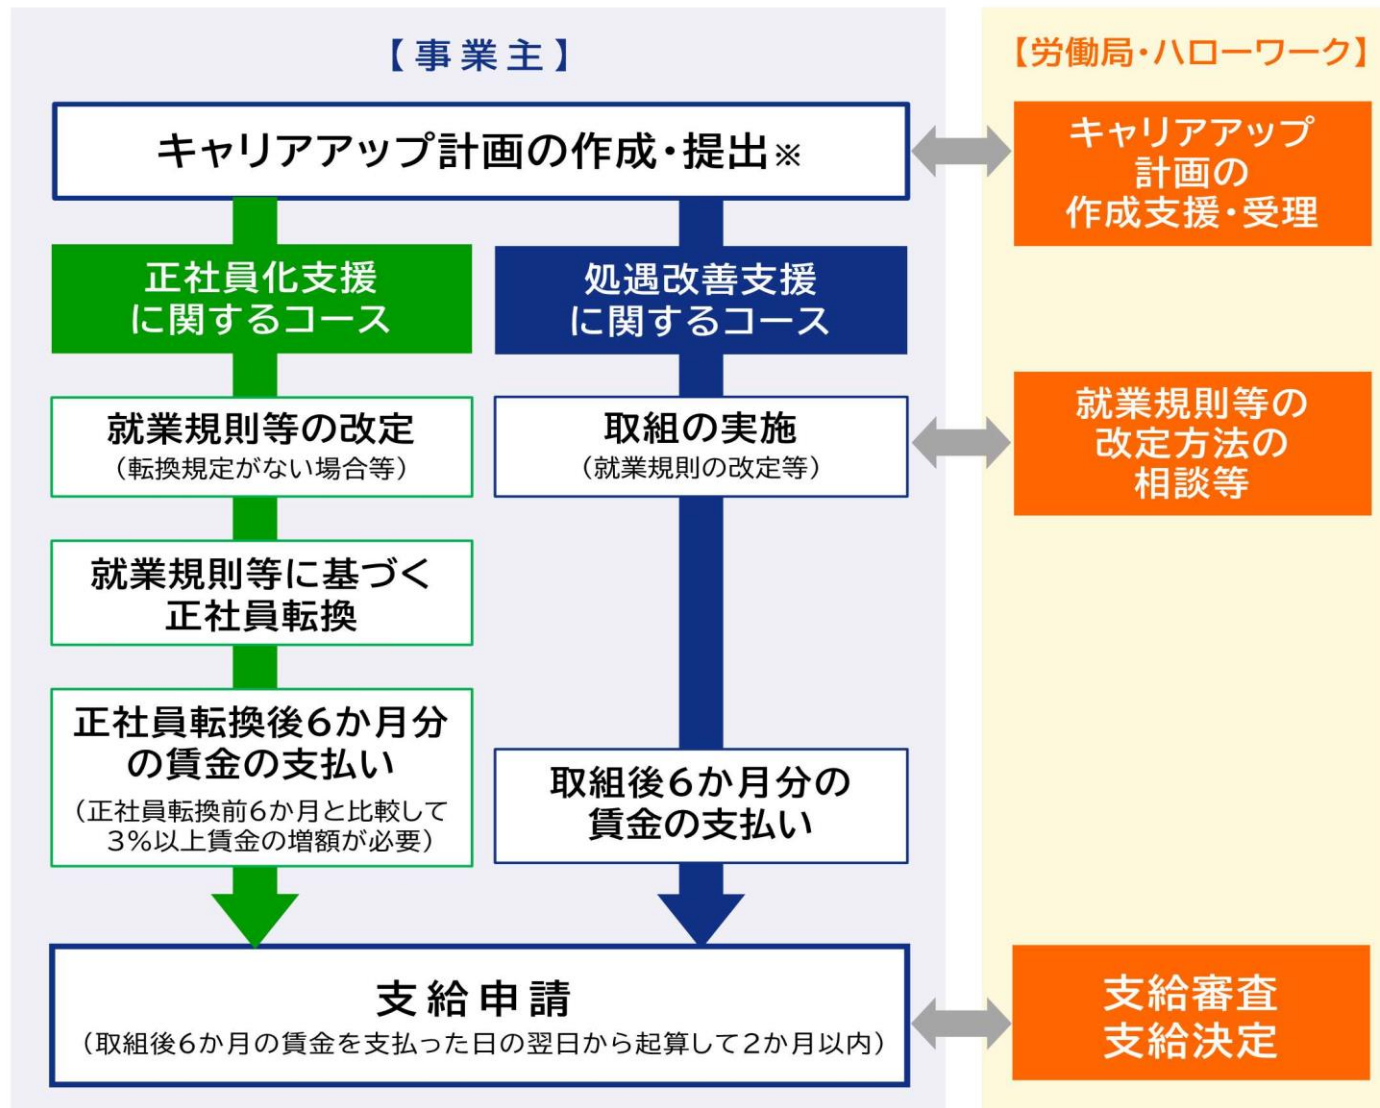 【事業主】
キャリアアップ計画の作成・提出※
正社員化支援
に関するコース
就業規則等の改定
（転換規定がない場合等）
就業規則等に基づく
正社員転換
正社員転換後6か月分
の賃金の支払い
（正社員転換前6か月と比較して
3%以上賃金の増額が必要）
処遇改善支援
に関するコース
取組の実施
（就業規則の改定等）
取組後6か月分の
賃金の支払い
支給申請
（取組後6か月の賃金を支払った日の翌日から起算して2か月以内）
【労働局・ハローワーク】
キャリアアップ
計画の
作成支援・受理
就業規則等の
改定方法の
相談等
支給審査
支給決定